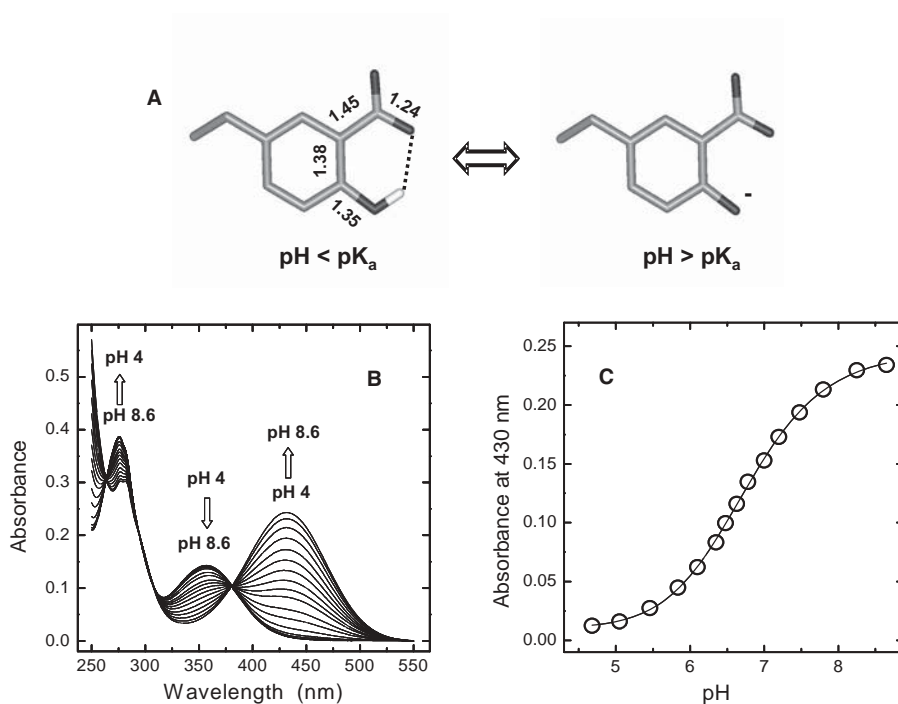 A
1.45
1.24
1.38
1.35
-
pH < pKₐ
pH > pKₐ
B
pH 4
pH 8.6
pH 4
pH 8.6
pH 8.6
pH 4
Absorbance
0.5
0.4
0.3
0.2
0.1
0.0
250 300 350 400 450 500 550
Wavelength (nm)
C
Absorbance at 430 nm
0.25
0.20
0.15
0.10
0.05
0.00
5 6 7 8
pH